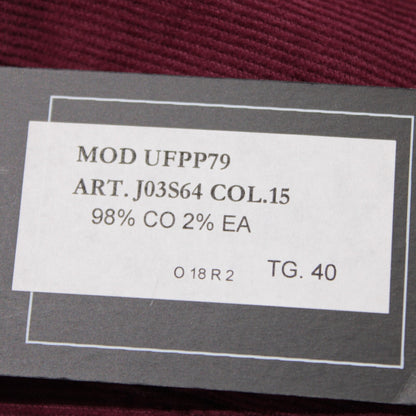 MOD UFPP79
ART. J03S64 COL.15
98% CO 2% EA
O 18 R 2 TG. 40